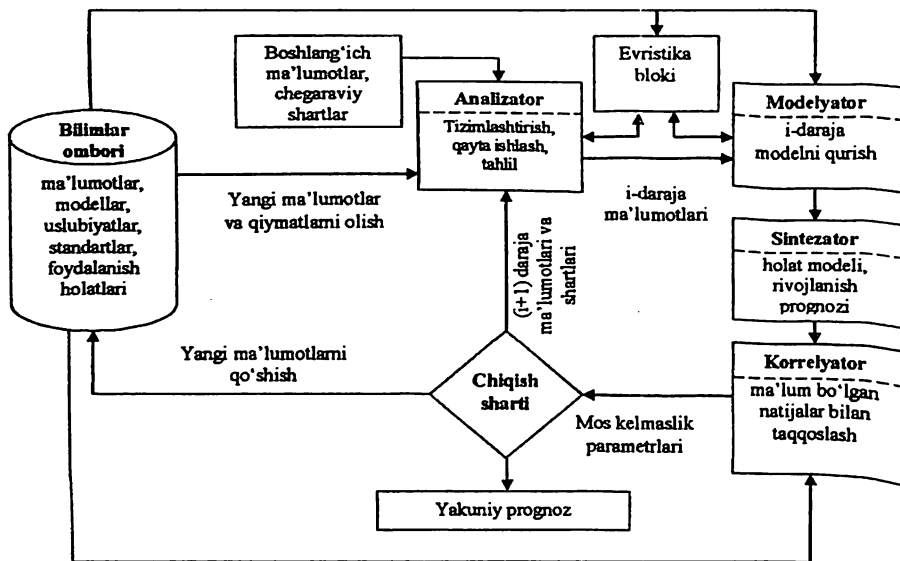 Boshlang‘ich
ma’lumotlar,
chegaraviy
shartlar
Evristika
bloki
Analizator
Tizimlashtirish,
qayta ishlash,
tahlil
Modelyator
i-daraja
modelni qurish
Bilimlar
ombori
ma’lumotlar,
modellar,
uslubiyatlar,
standartlar,
foydalanish
holatlari
Yangi ma’lumotlar
va qiymatlarni olish
i-daraja
ma’lumotlari
Sintezator
holat modeli,
rivojlanish
prognozi
(i+1) daraja
ma’lumotlari va
shartlari
Yangi ma’lumotlarni
qo‘shish
Chiqish
sharti
Korrelyator
ma’lum bo‘lgan
natijalar bilan
taqqoslash
Mos kelmaslik
parametrlari
Yakuniy prognoz